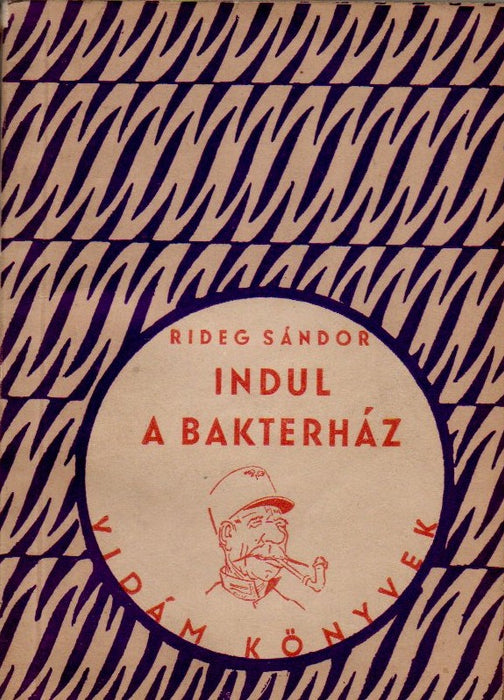 RIDEG SÁNDOR
INDUL
A BAKTERHÁZ
VIDÁM KÖNYVEK